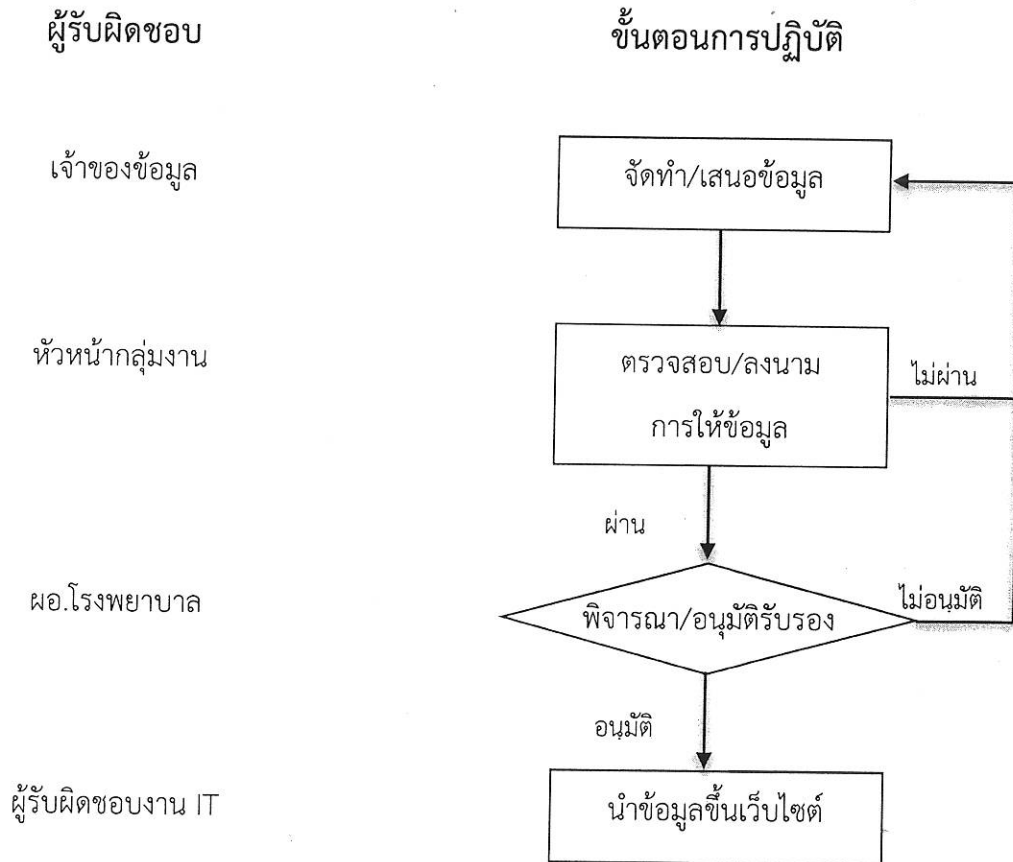 ผู้รับผิดชอบ
ขั้นตอนการปฏิบัติ
เจ้าของข้อมูล
จัดทำ/เสนอข้อมูล
หัวหน้ากลุ่มงาน
ตรวจสอบ/ลงนาม
การให้ข้อมูล
ไม่ผ่าน
ผ่าน
ผอ.โรงพยาบาล
พิจารณา/อนุมัติรับรอง
ไม่อนุมัติ
อนุมัติ
ผู้รับผิดชอบงาน IT
นำข้อมูลขึ้นเว็บไซต์